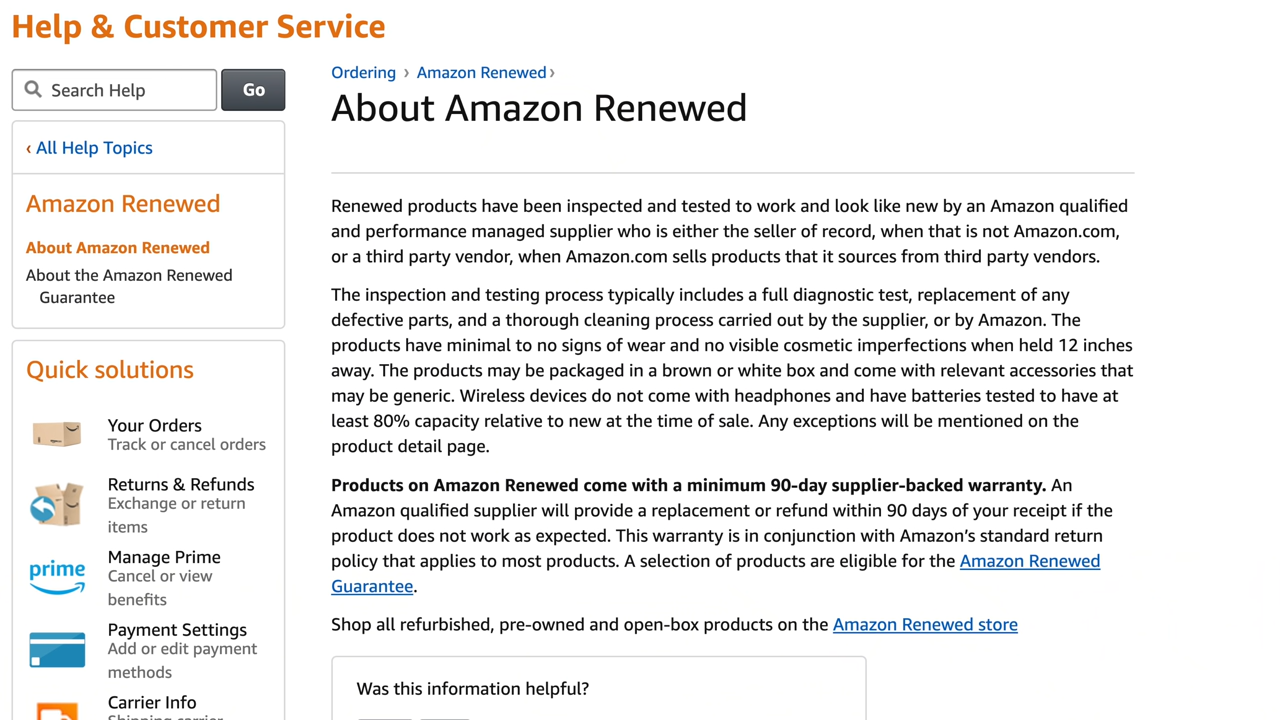 Help & Customer Service
Search Help
Go
‹ All Help Topics
Amazon Renewed
About Amazon Renewed
About the Amazon Renewed
Guarantee
Quick solutions
Your Orders
Track or cancel orders
Returns & Refunds
Exchange or return
items
prime
Manage Prime
Cancel or view
benefits
Payment Settings
Add or edit payment
methods
Carrier Info
Shipping carrier
Ordering › Amazon Renewed ›
About Amazon Renewed
Renewed products have been inspected and tested to work and look like new by an Amazon qualified
and performance managed supplier who is either the seller of record, when that is not Amazon.com,
or a third party vendor, when Amazon.com sells products that it sources from third party vendors.
The inspection and testing process typically includes a full diagnostic test, replacement of any
defective parts, and a thorough cleaning process carried out by the supplier, or by Amazon. The
products have minimal to no signs of wear and no visible cosmetic imperfections when held 12 inches
away. The products may be packaged in a brown or white box and come with relevant accessories that
may be generic. Wireless devices do not come with headphones and have batteries tested to have at
least 80% capacity relative to new at the time of sale. Any exceptions will be mentioned on the
product detail page.
Products on Amazon Renewed come with a minimum 90-day supplier-backed warranty. An
Amazon qualified supplier will provide a replacement or refund within 90 days of your receipt if the
product does not work as expected. This warranty is in conjunction with Amazon's standard return
policy that applies to most products. A selection of products are eligible for the Amazon Renewed
Guarantee.
Shop all refurbished, pre-owned and open-box products on the Amazon Renewed store
Was this information helpful?